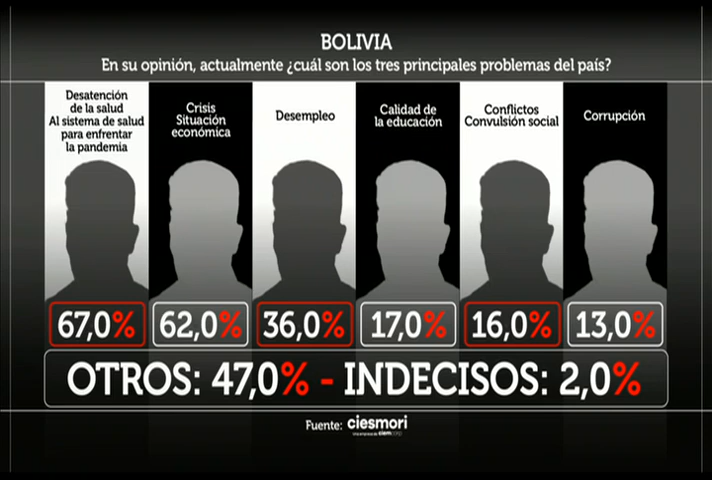 BOLIVIA
En su opinión, actualmente ¿cuál son los tres principales problemas del país?
Desatención
de la salud
Al sistema de salud
para enfrentar
la pandemia
Crisis
Situación
económica
Desempleo
Calidad de
la educación
Conflictos
Convulsión social
Corrupción
67,0%
62,0%
36,0%
17,0%
16,0%
13,0%
OTROS: 47,0% - INDECISOS: 2,0%
Fuente: ciesmori